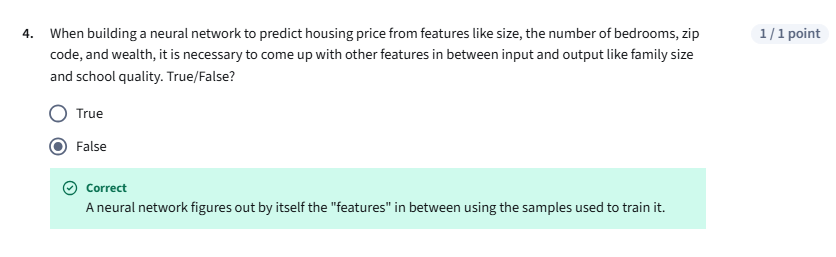 4. When building a neural network to predict housing price from features like size, the number of bedrooms, zip 1 / 1 point
code, and wealth, it is necessary to come up with other features in between input and output like family size
and school quality. True/False?
True
False
Correct
A neural network figures out by itself the "features" in between using the samples used to train it.